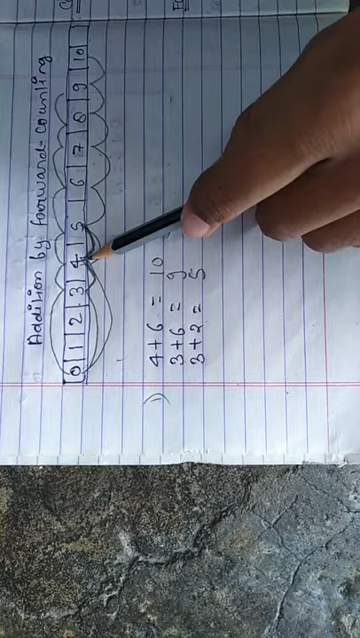 Addition by forward-counting
0 1 2 3 4 5 6 7 8 9 10
1)
4 + 6 = 10
3 + 6 = 9
3 + 2 = 5